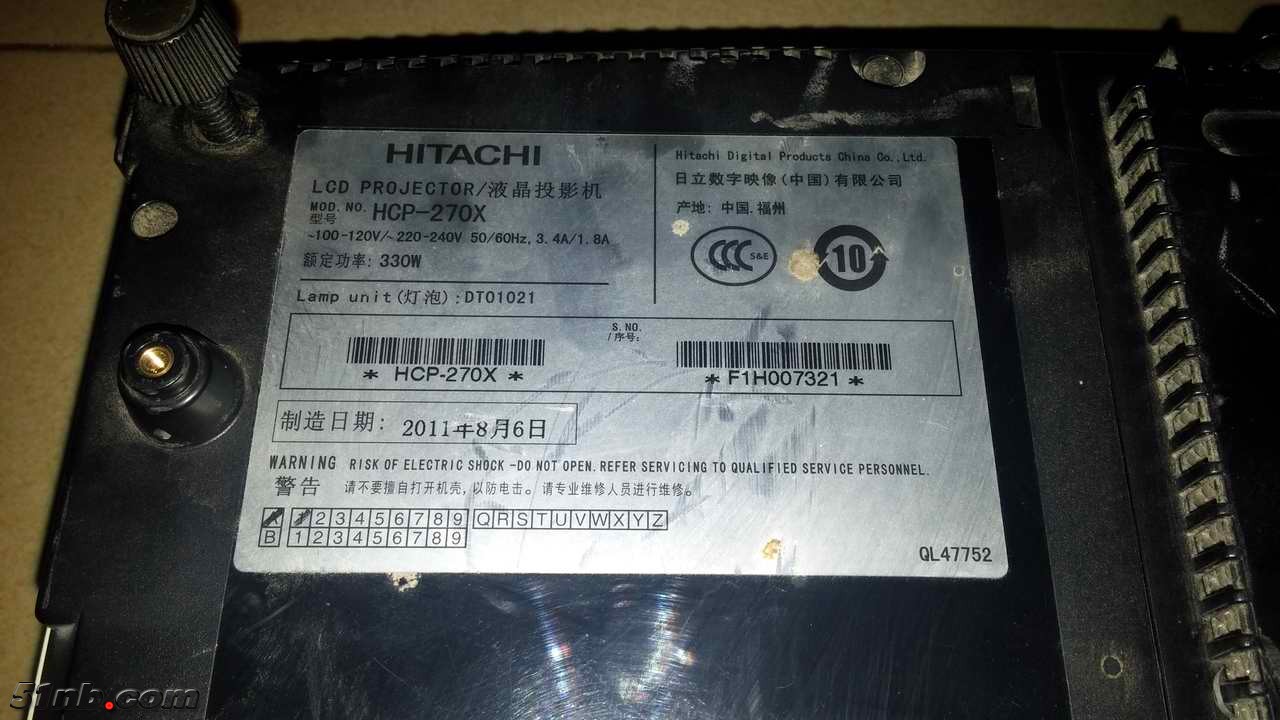 HITACHI
LCD PROJECTOR/液晶投影机
MOD. NO. HCP-270X
型号
~100-120V/~220-240V 50/60Hz, 3.4A/1.8A
额定功率: 330W
Lamp unit(灯泡):DT01021
Hitachi Digital Products China Co.,Ltd.
日立数字映像(中国)有限公司
产地: 中国.福州
CCC S&E
10
S. NO.
/序号:
* HCP-270X *
* F1H007321 *
制造日期: 2011年8月6日
WARNING RISK OF ELECTRIC SHOCK -DO NOT OPEN. REFER SERVICING TO QUALIFIED SERVICE PERSONNEL.
警告 请不要擅自打开机壳, 以防电击。请专业维修人员进行维修。
2 3 4 5 6 7 8 9 Q R S T U V W X Y Z
B 1 2 3 4 5 6 7 8 9
QL47752
51nb.com